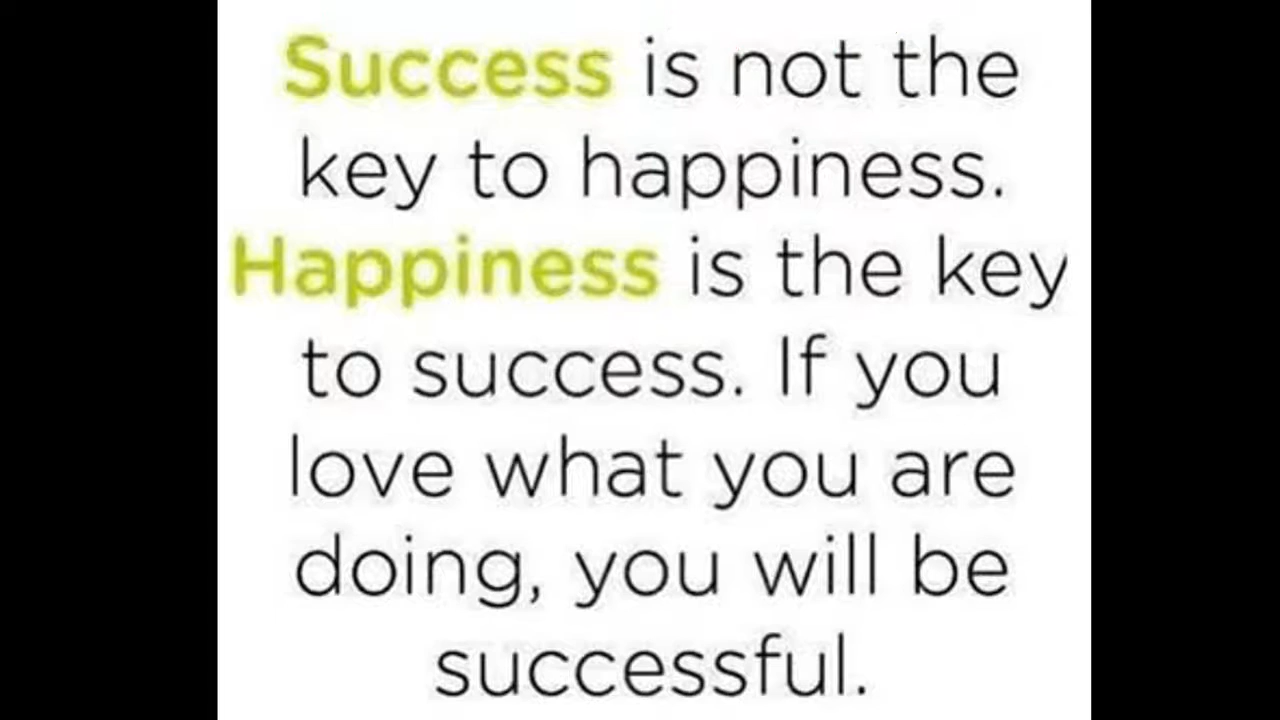 Success is not the
key to happiness.
Happiness is the key
to success. If you
love what you are
doing, you will be
successful.